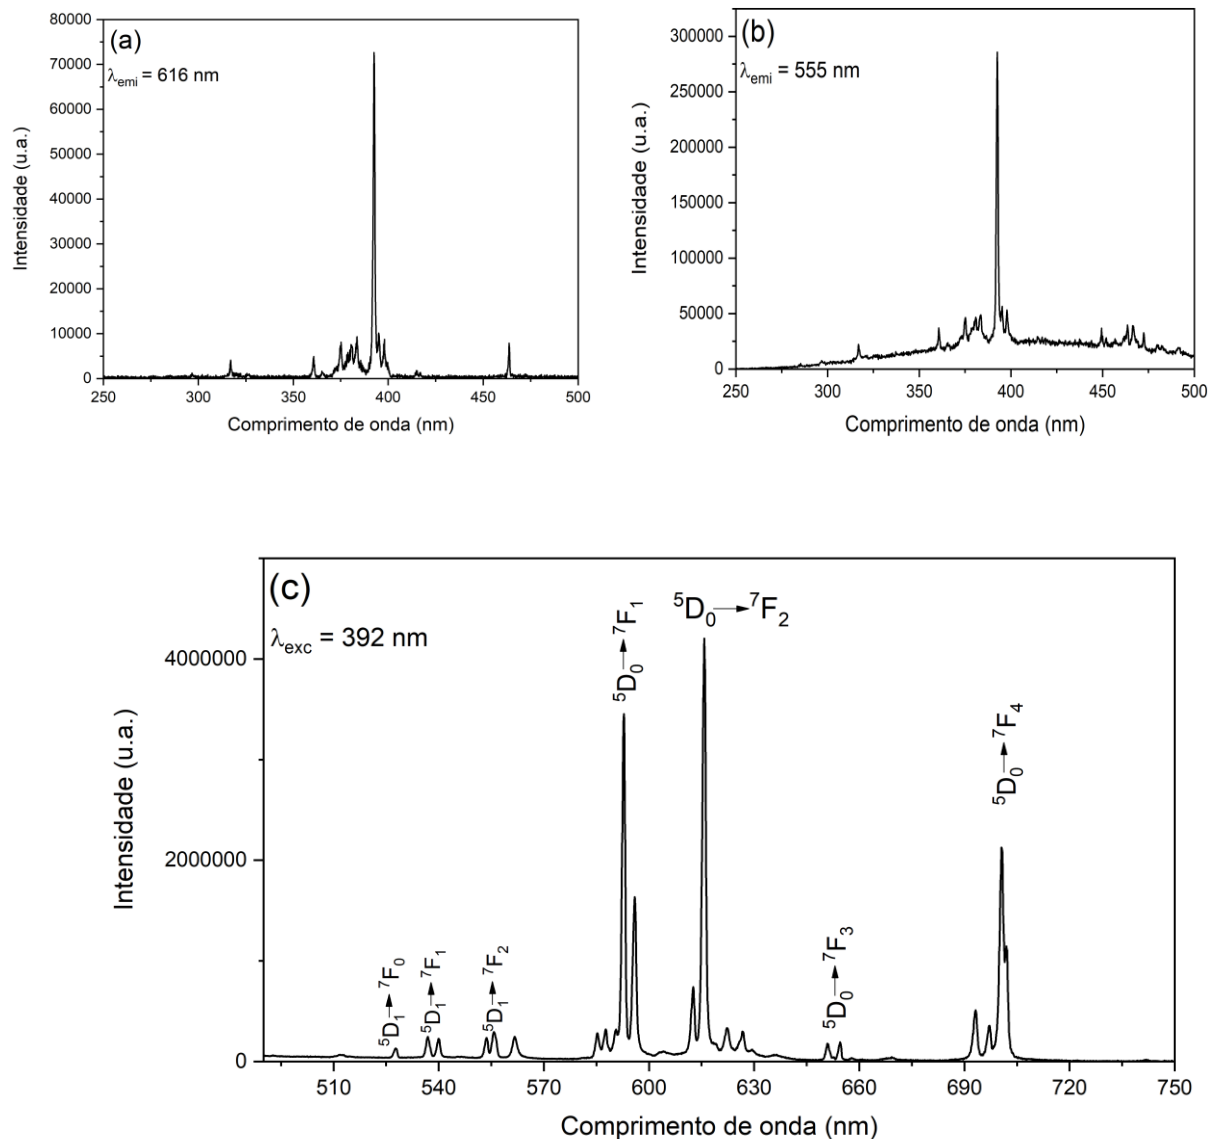 (a)
λemi = 616 nm
Intensidade (u.a.)
80000
70000
60000
50000
40000
30000
20000
10000
0
250 300 350 400 450 500
Comprimento de onda (nm)
(b)
λemi = 555 nm
Intensidade (u.a.)
300000
250000
200000
150000
100000
50000
0
250 300 350 400 450 500
Comprimento de onda (nm)
(c)
λexc = 392 nm
Intensidade (u.a.)
4000000
2000000
0
⁵D₁→⁷F₀
⁵D₁→⁷F₁
⁵D₁→⁷F₂
⁵D₀→⁷F₁
⁵D₀→⁷F₂
⁵D₀→⁷F₃
⁵D₀→⁷F₄
510 540 570 600 630 660 690 720 750
Comprimento de onda (nm)